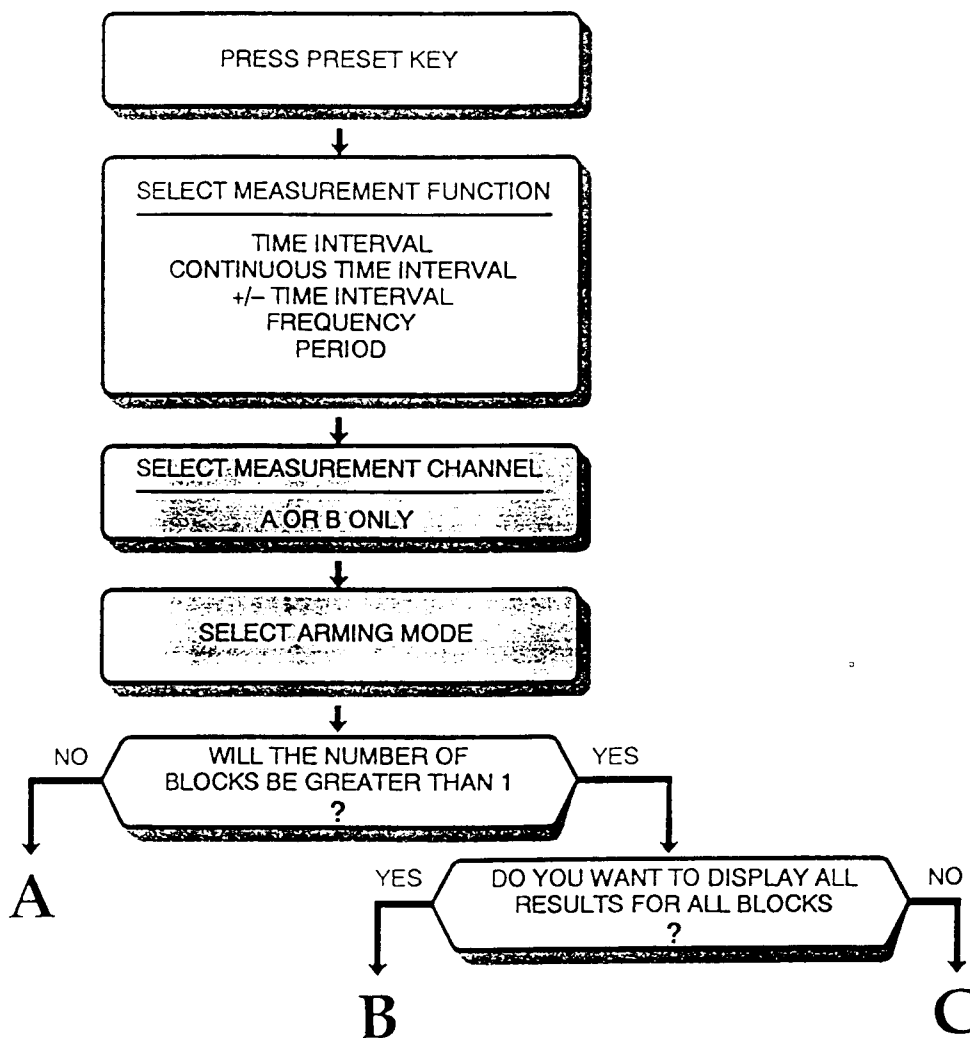 PRESS PRESET KEY
SELECT MEASUREMENT FUNCTION
TIME INTERVAL
CONTINUOUS TIME INTERVAL
+/− TIME INTERVAL
FREQUENCY
PERIOD
SELECT MEASUREMENT CHANNEL
A OR B ONLY
SELECT ARMING MODE
NO
WILL THE NUMBER OF
BLOCKS BE GREATER THAN 1
?
YES
A
YES
DO YOU WANT TO DISPLAY ALL
RESULTS FOR ALL BLOCKS
?
NO
B
C